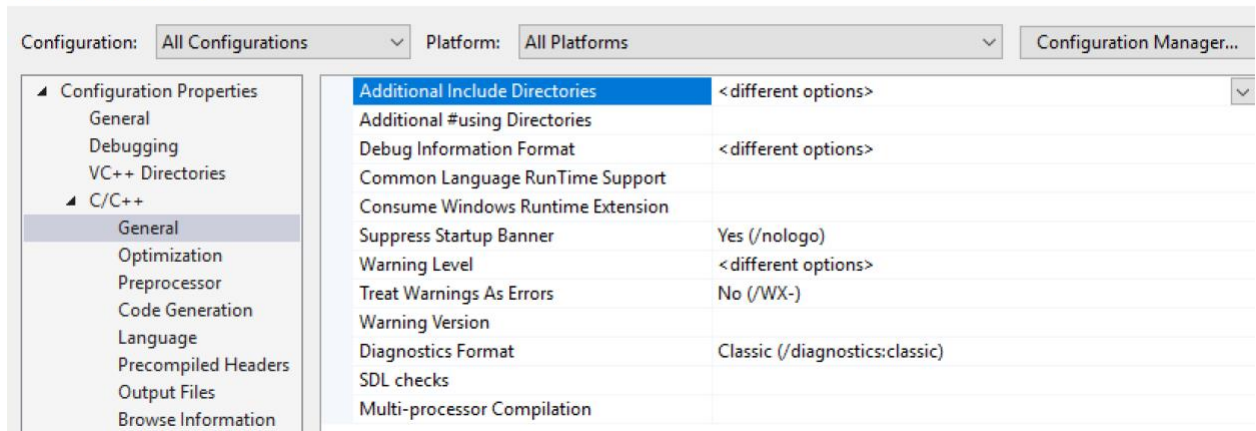 Configuration: All Configurations Platform: All Platforms Configuration Manager...
Configuration Properties
General
Debugging
VC++ Directories
C/C++
General
Optimization
Preprocessor
Code Generation
Language
Precompiled Headers
Output Files
Browse Information
Additional Include Directories <different options>
Additional #using Directories
Debug Information Format <different options>
Common Language RunTime Support
Consume Windows Runtime Extension
Suppress Startup Banner Yes (/nologo)
Warning Level <different options>
Treat Warnings As Errors No (/WX-)
Warning Version
Diagnostics Format Classic (/diagnostics:classic)
SDL checks
Multi-processor Compilation